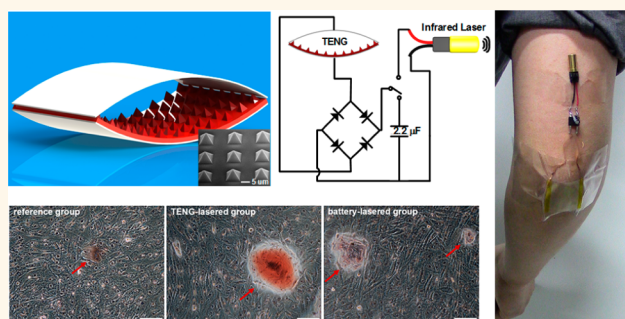 TENG
Infrared Laser
2.2 μF
5 um
reference group
TENG-lasered group
battery-lasered group